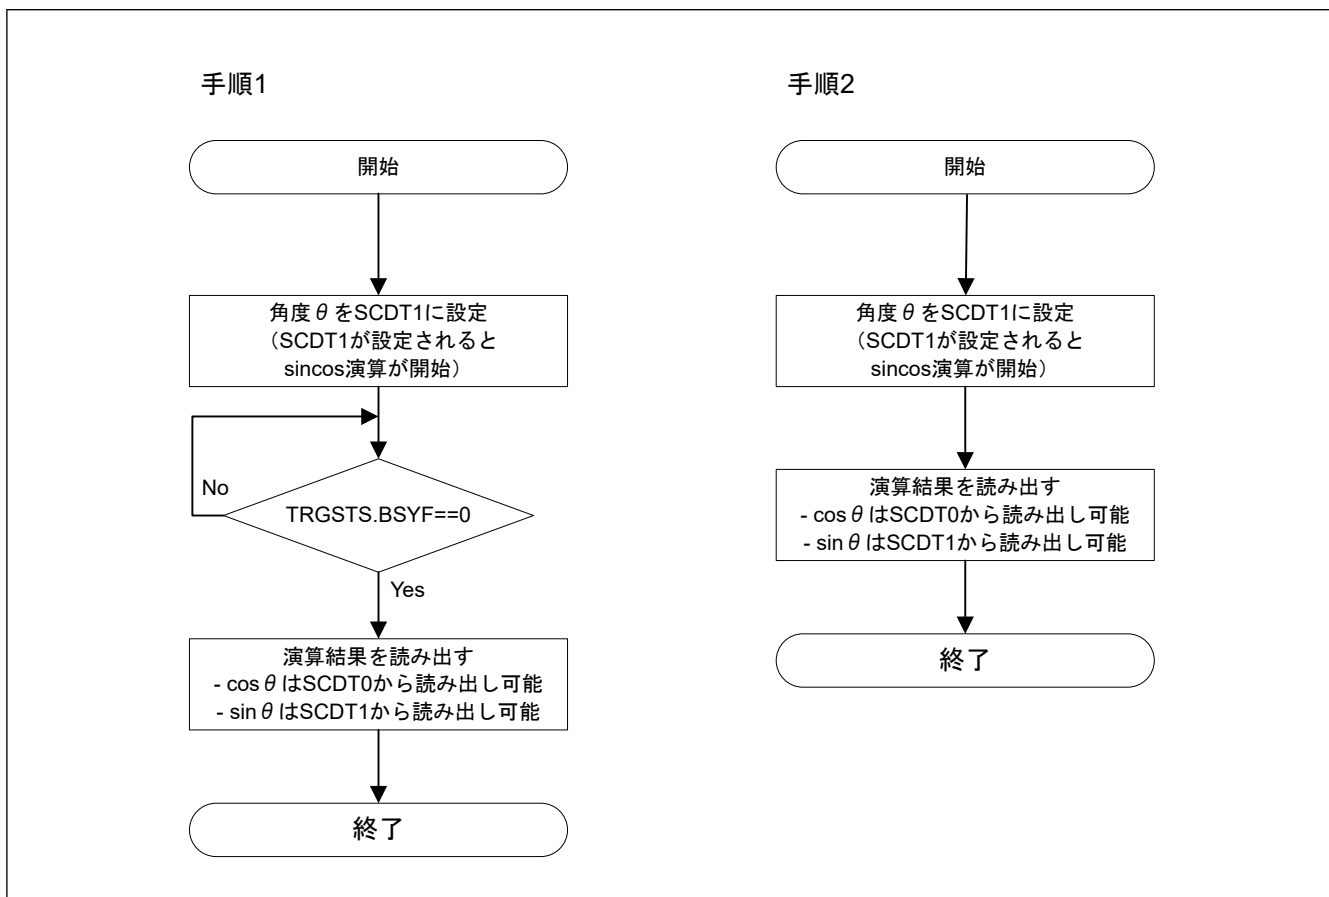 手順1
開始
角度θをSCDT1に設定
（SCDT1が設定されると
sincos演算が開始）
No
TRGSTS.BSYF==0
Yes
演算結果を読み出す
- cosθはSCDT0から読み出し可能
- sinθはSCDT1から読み出し可能
終了
手順2
開始
角度θをSCDT1に設定
（SCDT1が設定されると
sincos演算が開始）
演算結果を読み出す
- cosθはSCDT0から読み出し可能
- sinθはSCDT1から読み出し可能
終了